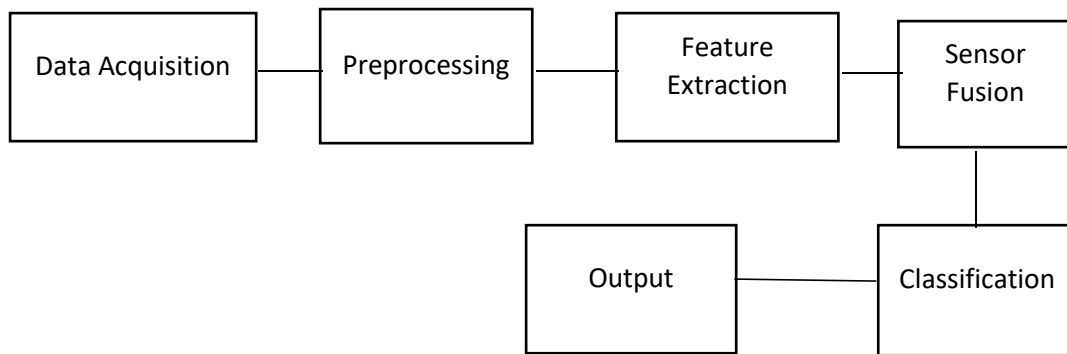 Data Acquisition
Preprocessing
Feature
Extraction
Sensor
Fusion
Output
Classification